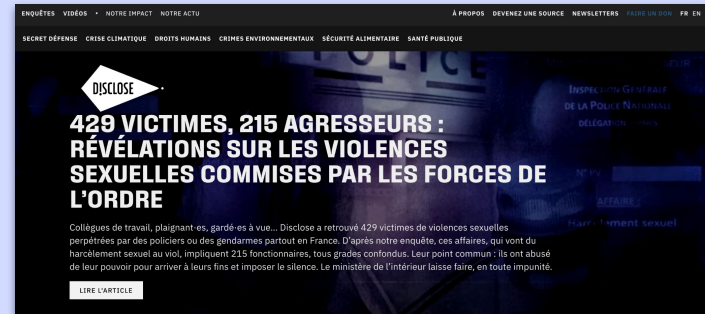 ENQUÊTES VIDÉOS • NOTRE IMPACT NOTRE ACTU
À PROPOS DEVENEZ UNE SOURCE NEWSLETTERS FAIRE UN DON FR EN
SECRET DÉFENSE CRISE CLIMATIQUE DROITS HUMAINS CRIMES ENVIRONNEMENTAUX SÉCURITÉ ALIMENTAIRE SANTÉ PUBLIQUE
POLICE
INSPECTION GÉNÉRALE
DE LA POLICE NATIONALE
DÉLÉGATION
D!SCLOSE
429 VICTIMES, 215 AGRESSEURS :
RÉVÉLATIONS SUR LES VIOLENCES
SEXUELLES COMMISES PAR LES FORCES DE
L'ORDRE
AFFAIRE :
Harcèlement sexuel
Collègues de travail, plaignant·es, gardé·es à vue... Disclose a retrouvé 429 victimes de violences sexuelles
perpétrées par des policiers ou des gendarmes partout en France. D'après notre enquête, ces affaires, qui vont du
harcèlement sexuel au viol, impliquent 215 fonctionnaires, tous grades confondus. Leur point commun : ils ont abusé
de leur pouvoir pour arriver à leurs fins et imposer le silence. Le ministère de l'intérieur laisse faire, en toute impunité.
LIRE L'ARTICLE